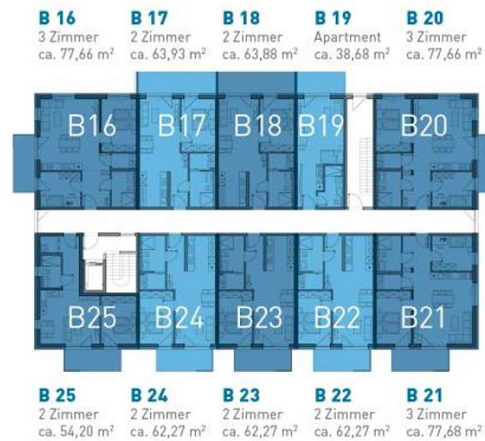 B 16 B 17 B 18 B 19 B 20
3 Zimmer 2 Zimmer 2 Zimmer Apartment 3 Zimmer
ca. 77,66 m² ca. 63,93 m² ca. 63,88 m² ca. 38,68 m² ca. 77,66 m²
B16 B17 B18 B19 B20
B25 B24 B23 B22 B21
B 25 B 24 B 23 B 22 B 21
2 Zimmer 2 Zimmer 2 Zimmer 2 Zimmer 3 Zimmer
ca. 54,20 m² ca. 62,27 m² ca. 62,27 m² ca. 62,27 m² ca. 77,68 m²